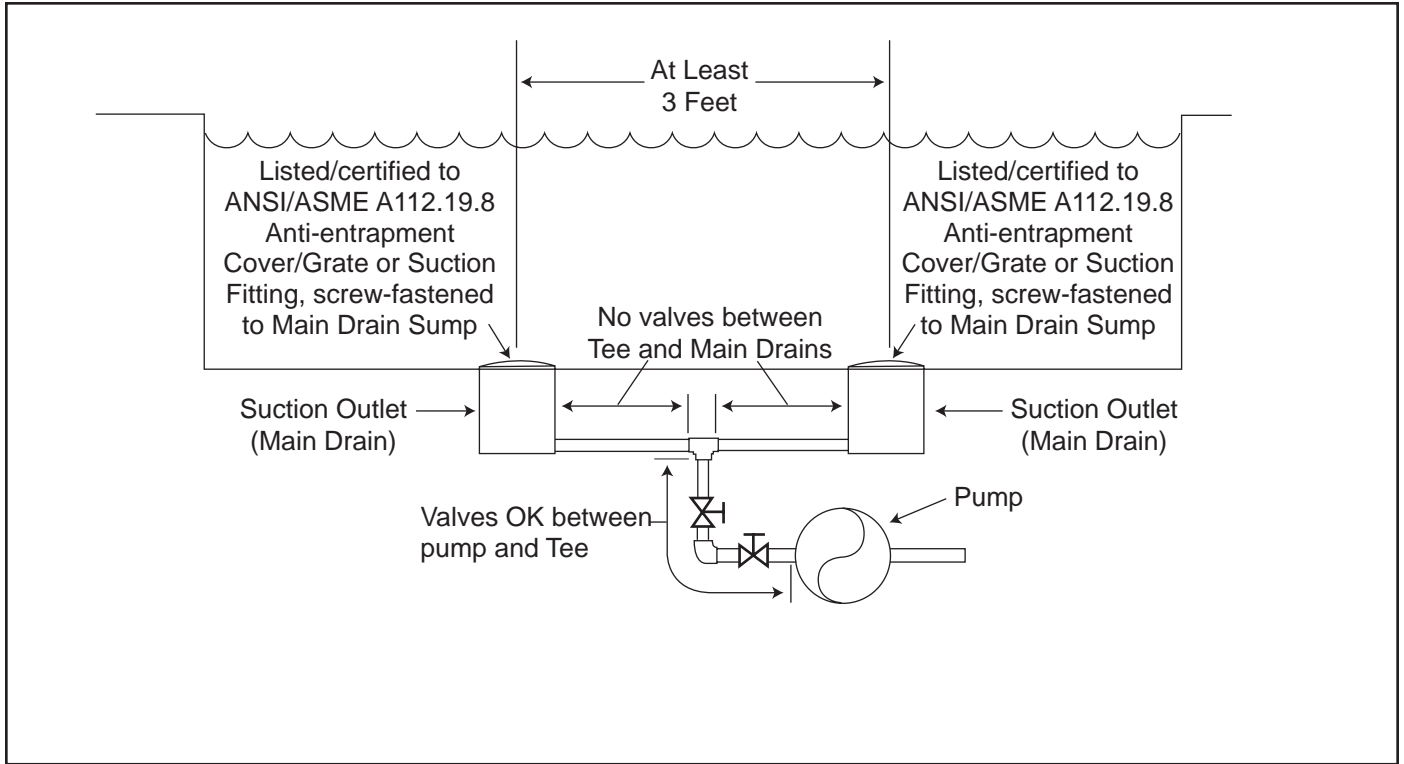 At Least
3 Feet
Listed/certified to
ANSI/ASME A112.19.8
Anti-entrapment
Cover/Grate or Suction
Fitting, screw-fastened
to Main Drain Sump
Listed/certified to
ANSI/ASME A112.19.8
Anti-entrapment
Cover/Grate or Suction
Fitting, screw-fastened
to Main Drain Sump
No valves between
Tee and Main Drains
Suction Outlet
(Main Drain)
Suction Outlet
(Main Drain)
Valves OK between
pump and Tee
Pump